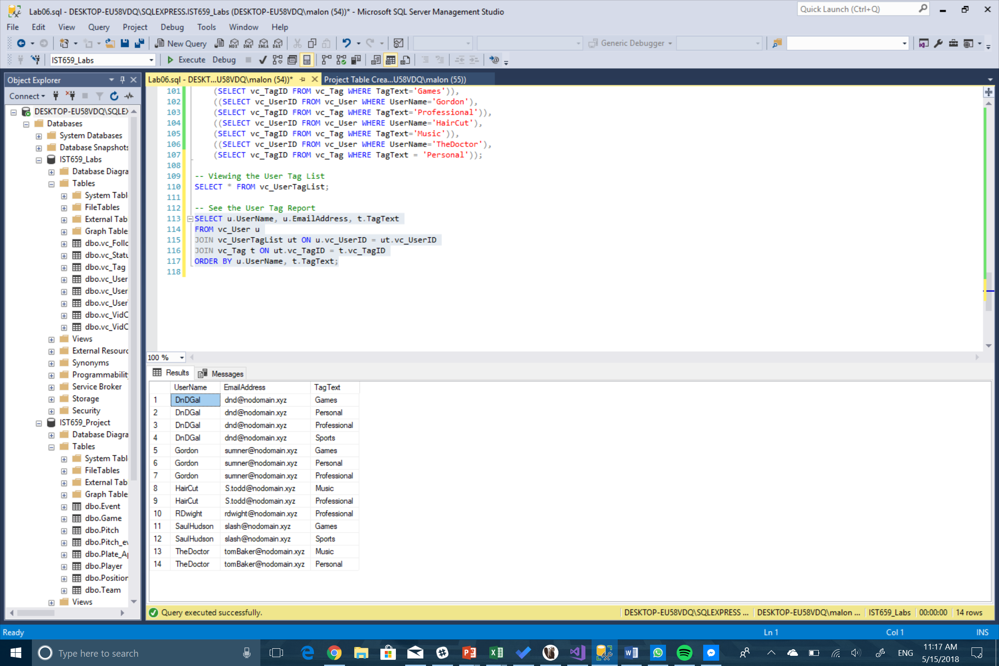 Lab06.sql - DESKTOP-EU58VDQ\SQLEXPRESS.IST659_Labs (DESKTOP-EU58VDQ\malon (54))* - Microsoft SQL Server Management Studio
Quick Launch (Ctrl+Q)
File Edit View Query Project Debug Tools Window Help
New Query
MDX DMX XMLA DAX
Generic Debugger
IST659_Labs
Execute Debug
Object Explorer
Lab06.sql - DESKT...U58VDQ\malon (54))*
Project Table Crea...U58VDQ\malon (55))
Connect
DESKTOP-EU58VDQ\SQLEX
Databases
System Databases
Database Snapshots
IST659_Labs
Database Diagra
Tables
System Tabl
FileTables
External Tab
Graph Table
dbo.vc_Follo
dbo.vc_Statu
dbo.vc_Tag
dbo.vc_User
dbo.vc_User
dbo.vc_User
dbo.vc_VidC
dbo.vc_VidC
Views
External Resourc
Synonyms
Programmability
Service Broker
Storage
Security
IST659_Project
Database Diagra
Tables
System Tabl
FileTables
External Tab
Graph Table
dbo.Event
dbo.Game
dbo.Pitch
dbo.Pitch_ev
dbo.Plate_Ap
dbo.Player
dbo.Position
dbo.Team
Views
101 (SELECT vc_TagID FROM vc_Tag WHERE TagText='Games')),
102 ((SELECT vc_UserID FROM vc_User WHERE UserName='Gordon'),
103 (SELECT vc_TagID FROM vc_Tag WHERE TagText='Professional')),
104 ((SELECT vc_UserID FROM vc_User WHERE UserName='HairCut'),
105 (SELECT vc_TagID FROM vc_Tag WHERE TagText='Music')),
106 ((SELECT vc_UserID FROM vc_User WHERE UserName='TheDoctor'),
107 (SELECT vc_TagID FROM vc_Tag WHERE TagText = 'Personal'));
108
109 -- Viewing the User Tag List
110 SELECT * FROM vc_UserTagList;
111
112 -- See the User Tag Report
113 SELECT u.UserName, u.EmailAddress, t.TagText
114 FROM vc_User u
115 JOIN vc_UserTagList ut ON u.vc_UserID = ut.vc_UserID
116 JOIN vc_Tag t ON ut.vc_TagID = t.vc_TagID
117 ORDER BY u.UserName, t.TagText;
118
100 %
Results Messages
UserName EmailAddress TagText
1 DnDGal dnd@nodomain.xyz Games
2 DnDGal dnd@nodomain.xyz Personal
3 DnDGal dnd@nodomain.xyz Professional
4 DnDGal dnd@nodomain.xyz Sports
5 Gordon sumner@nodomain.xyz Games
6 Gordon sumner@nodomain.xyz Personal
7 Gordon sumner@nodomain.xyz Professional
8 HairCut S.todd@nodomain.xyz Music
9 HairCut S.todd@nodomain.xyz Professional
10 RDwight rdwight@nodomain.xyz Professional
11 SaulHudson slash@nodomain.xyz Games
12 SaulHudson slash@nodomain.xyz Sports
13 TheDoctor tomBaker@nodomain.xyz Music
14 TheDoctor tomBaker@nodomain.xyz Personal
Query executed successfully.
DESKTOP-EU58VDQ\SQLEXPRESS ... DESKTOP-EU58VDQ\malon ... IST659_Labs 00:00:00 14 rows
Ready
Ln 1 Col 1 INS
Type here to search
ENG
11:17 AM
5/15/2018